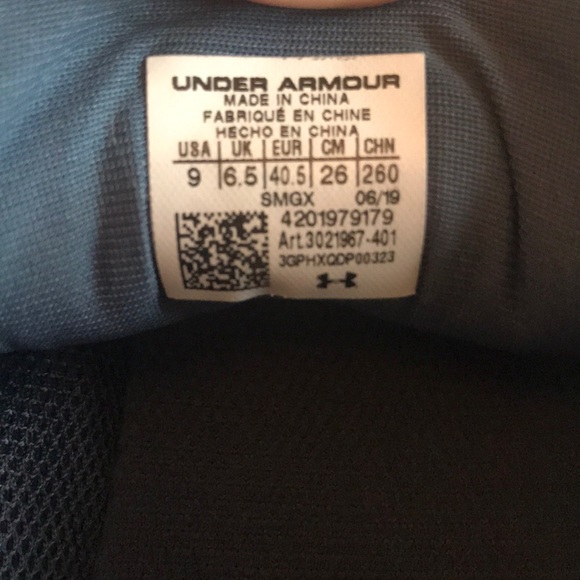 UNDER ARMOUR
MADE IN CHINA
FABRIQUÉ EN CHINE
HECHO EN CHINA
USA UK EUR CM CHN
9 6.5 40.5 26 260
SMGX 06/19
4201979179
Art.3021967-401
3GPHXQDP00323